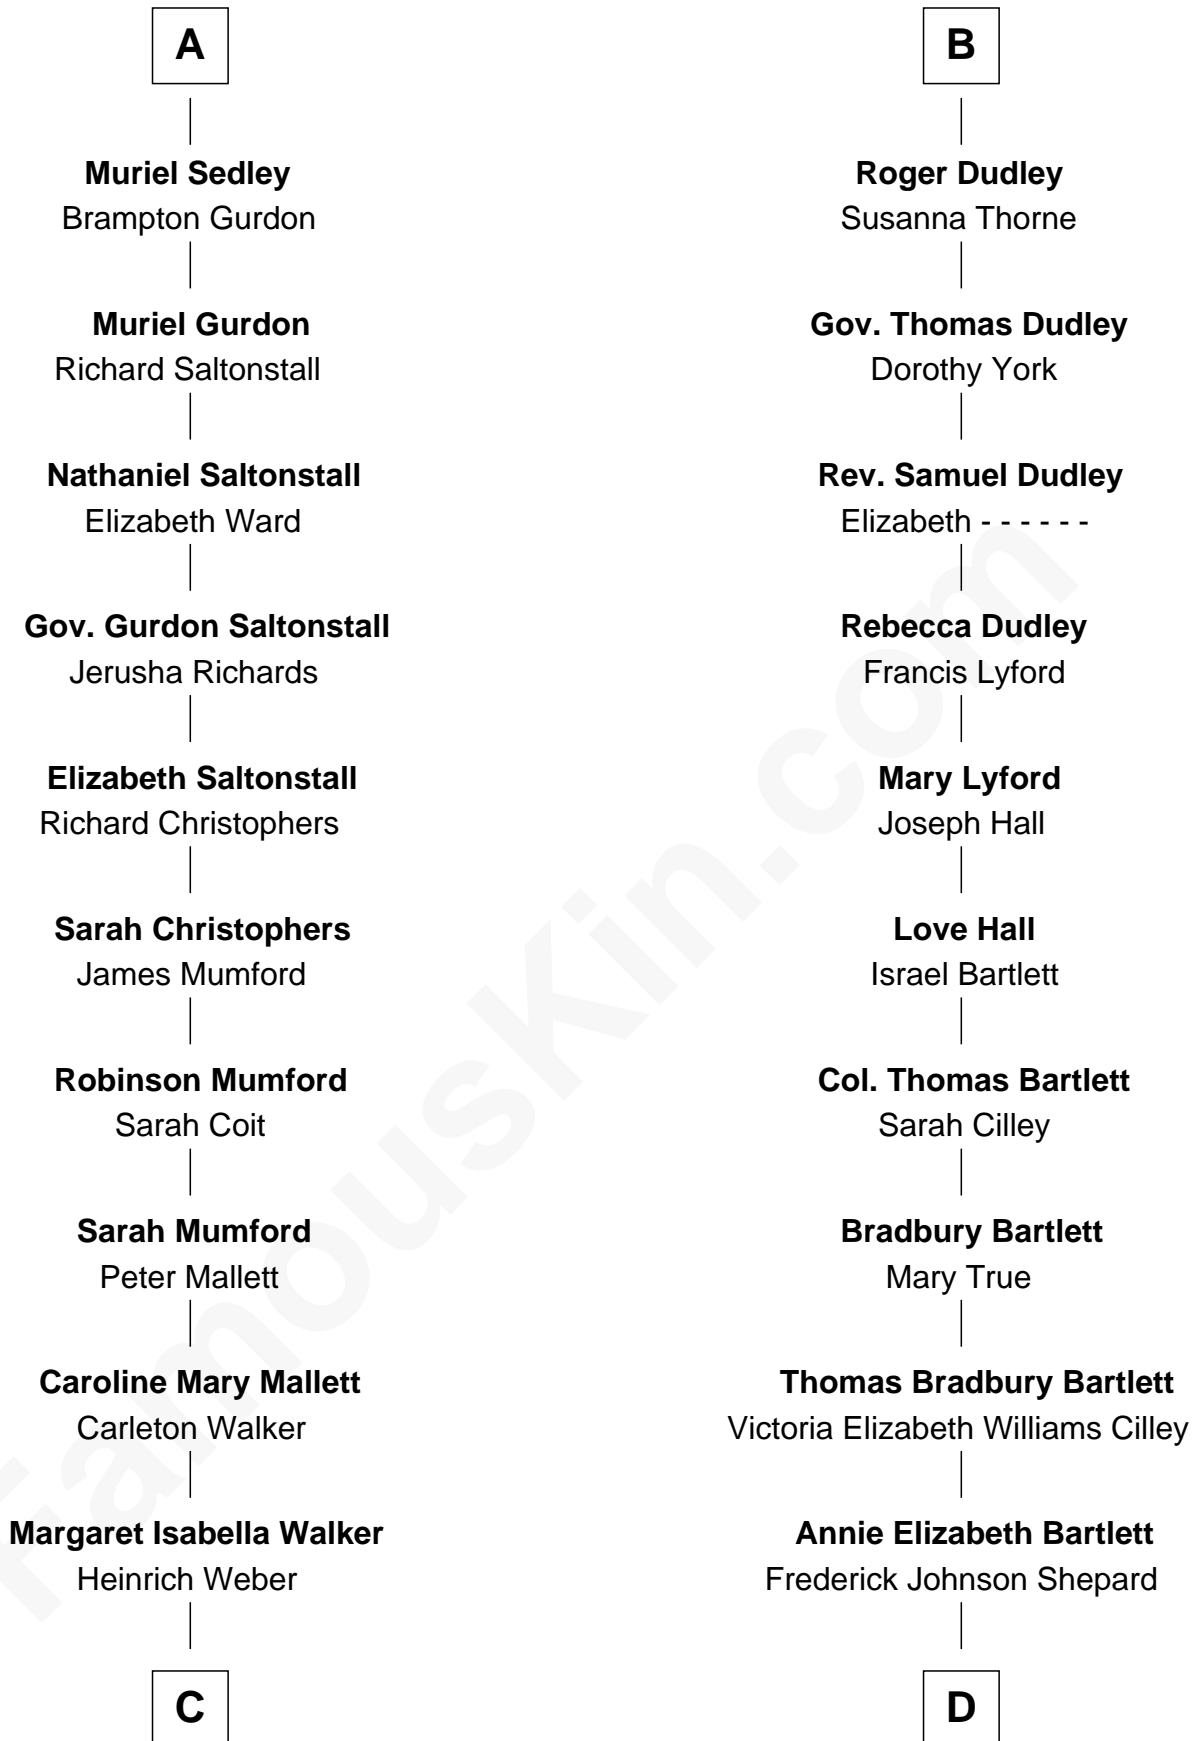 A
Muriel Sedley
Brampton Gurdon
Muriel Gurdon
Richard Saltonstall
Nathaniel Saltonstall
Elizabeth Ward
Gov. Gurdon Saltonstall
Jerusha Richards
Elizabeth Saltonstall
Richard Christophers
Sarah Christophers
James Mumford
Robinson Mumford
Sarah Coit
Sarah Mumford
Peter Mallett
Caroline Mary Mallett
Carleton Walker
Margaret Isabella Walker
Heinrich Weber
C
B
Roger Dudley
Susanna Thorne
Gov. Thomas Dudley
Dorothy York
Rev. Samuel Dudley
Elizabeth - - - - - -
Rebecca Dudley
Francis Lyford
Mary Lyford
Joseph Hall
Love Hall
Israel Bartlett
Col. Thomas Bartlett
Sarah Cilley
Bradbury Bartlett
Mary True
Thomas Bradbury Bartlett
Victoria Elizabeth Williams Cilley
Annie Elizabeth Bartlett
Frederick Johnson Shepard
D
FamousKin.com